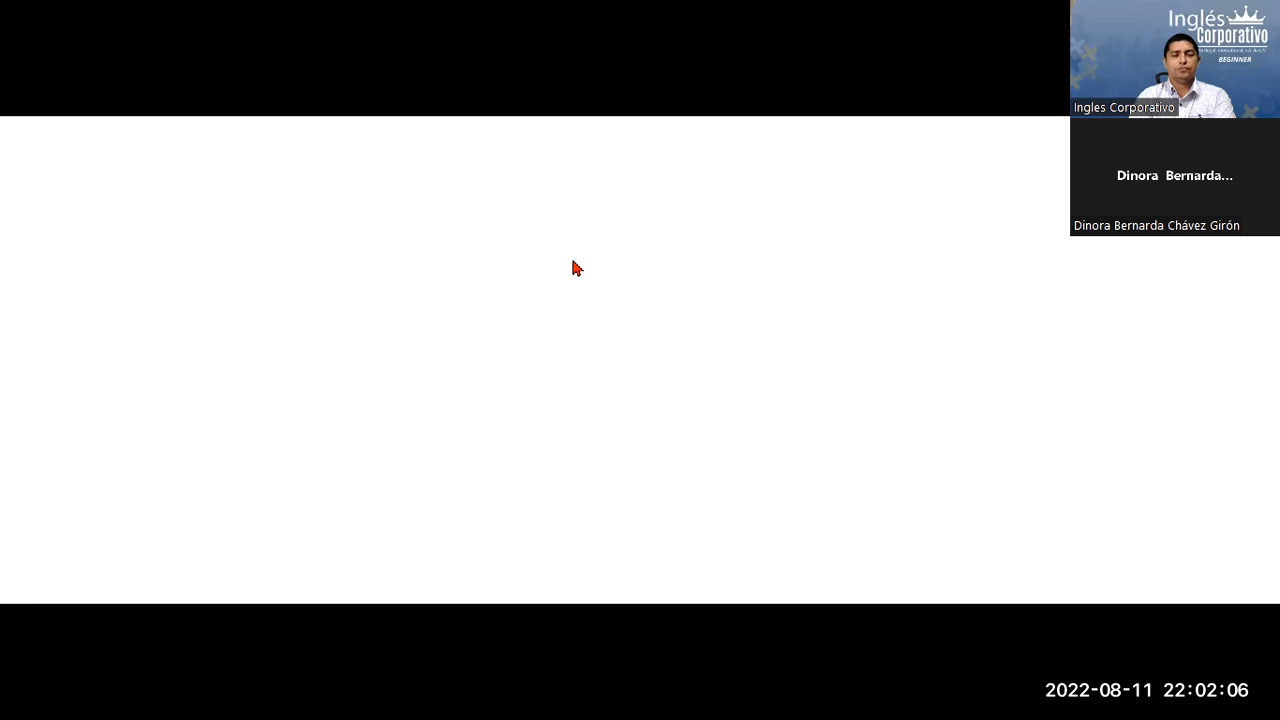 Inglés
Corporativo
BEGINNER
Ingles Corporativo
Dinora Bernarda...
Dinora Bernarda Chávez Girón
2022-08-11 22:02:06